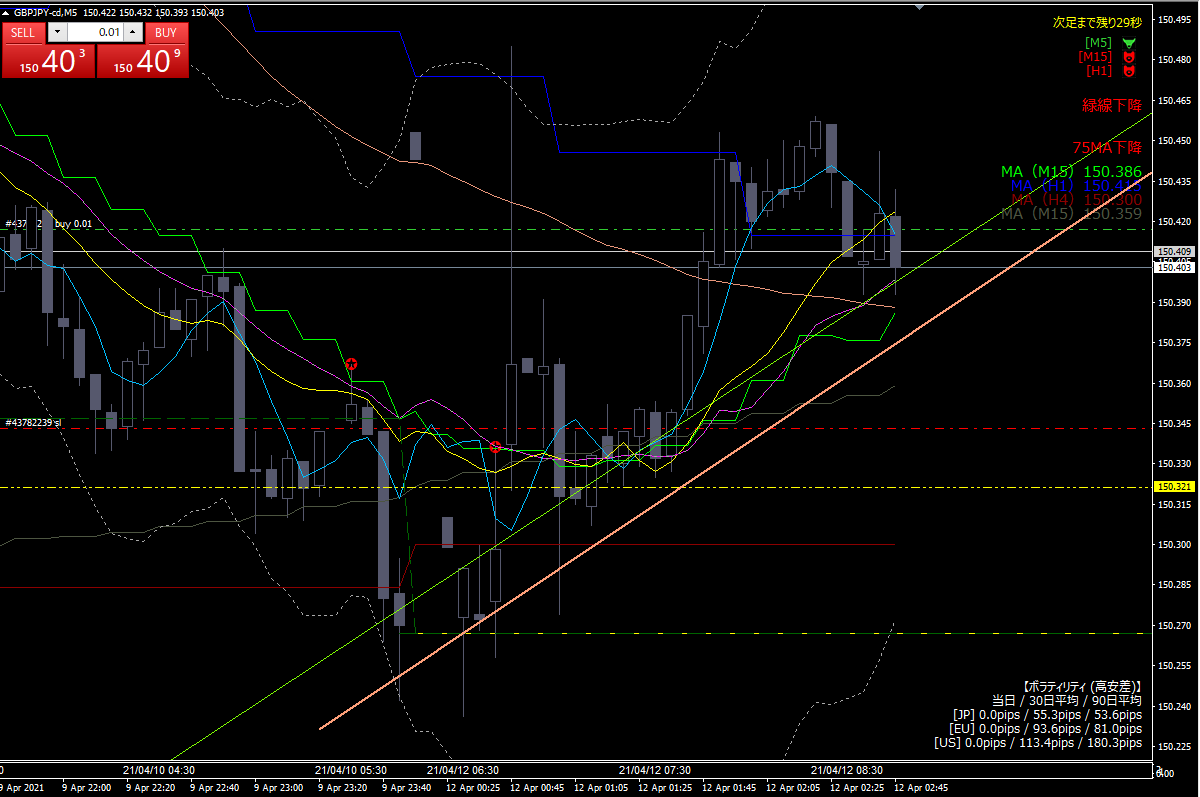 GBPJPY-cd,M5 150.422 150.432 150.393 150.403
SELL 0.01 BUY
150 40 3 150 40 9
次足まで残り29秒
[M5]
[M15]
[H1]
緑線下降
75MA下降
MA (M15) 150.386
MA (H1)
MA (H4) 150.300
MA (M15) 150.359
buy 0.01
#43782239 sl
150.495
150.480
150.465
150.450
150.435
150.420
150.409
150.403
150.390
150.375
150.360
150.345
150.330
150.321
150.315
150.300
150.285
150.270
150.255
150.240
150.225
【ボラティリティ(高安差)】
当日 / 30日平均 / 90日平均
[JP] 0.0pips / 55.3pips / 53.6pips
[EU] 0.0pips / 93.6pips / 81.0pips
[US] 0.0pips / 113.4pips / 180.3pips
21/04/10 04:30 21/04/10 05:30 21/04/12 06:30 21/04/12 07:30 21/04/12 08:30
9 Apr 2021 9 Apr 22:00 9 Apr 22:20 9 Apr 22:40 9 Apr 23:00 9 Apr 23:20 9 Apr 23:40 12 Apr 00:25 12 Apr 00:45 12 Apr 01:05 12 Apr 01:25 12 Apr 01:45 12 Apr 02:05 12 Apr 02:25 12 Apr 02:45